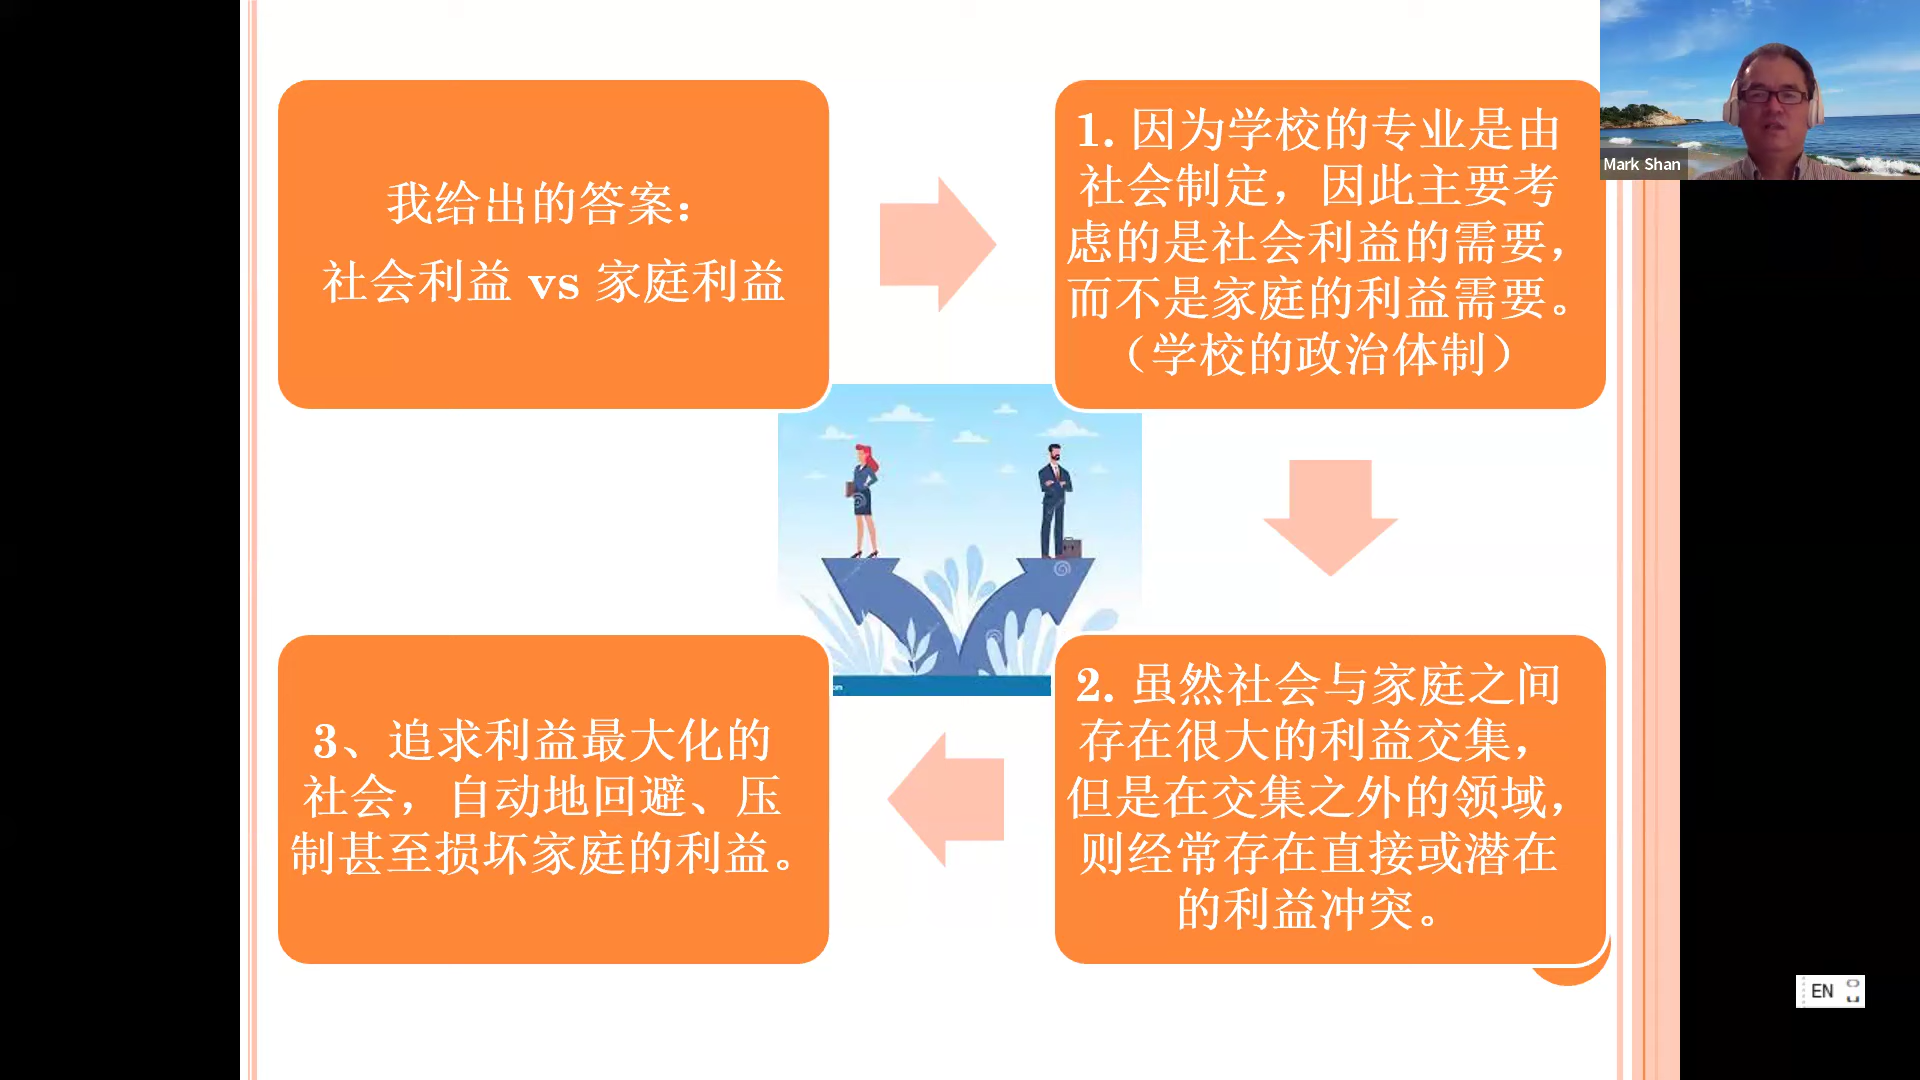 我给出的答案：
社会利益 vs 家庭利益
1. 因为学校的专业是由
社会制定，因此主要考
虑的是社会利益的需要，
而不是家庭的利益需要。
（学校的政治体制）
2. 虽然社会与家庭之间
存在很大的利益交集，
但是在交集之外的领域，
则经常存在直接或潜在
的利益冲突。
3、追求利益最大化的
社会，自动地回避、压
制甚至损坏家庭的利益。
Mark Shan
EN